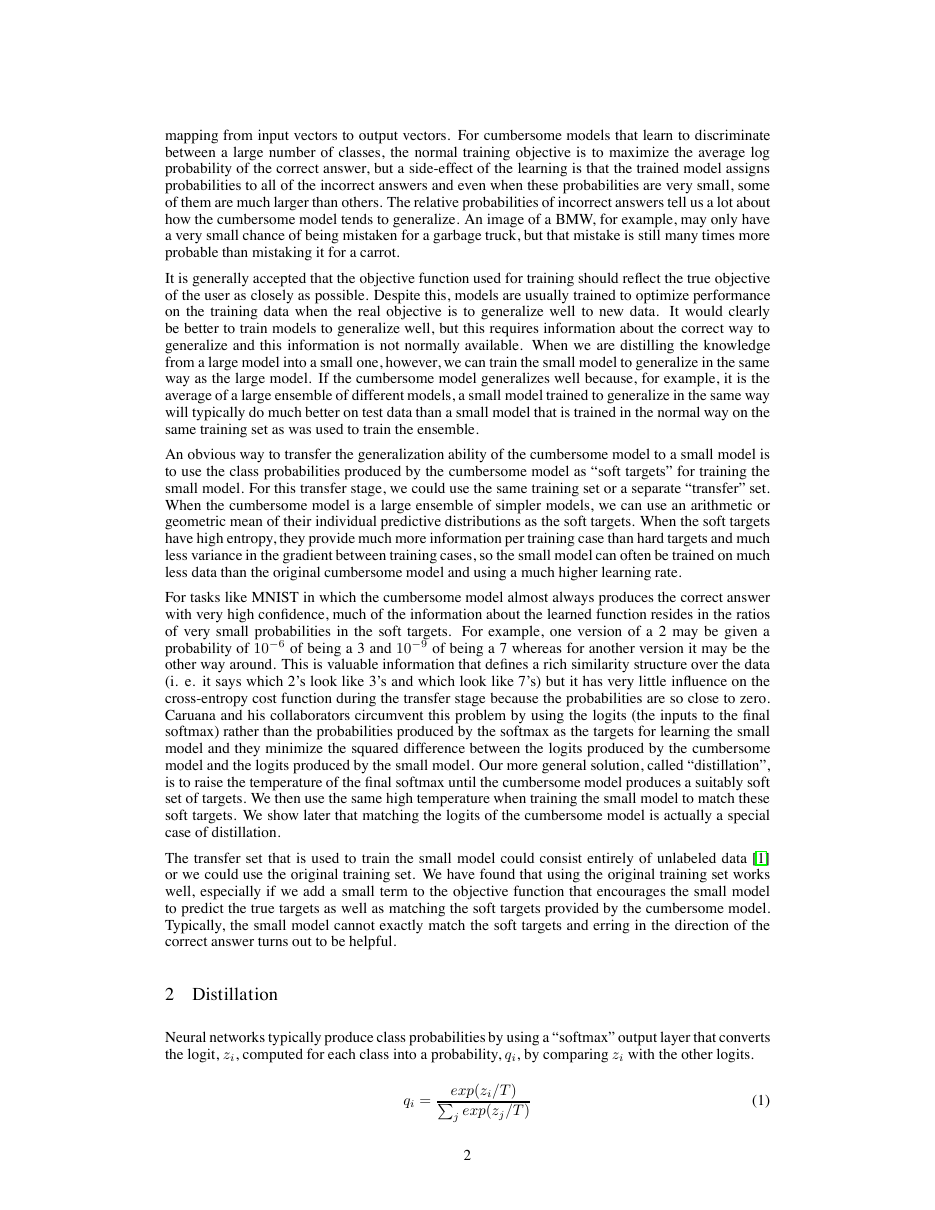 mapping from input vectors to output vectors. For cumbersome models that learn to discriminate
between a large number of classes, the normal training objective is to maximize the average log
probability of the correct answer, but a side-effect of the learning is that the trained model assigns
probabilities to all of the incorrect answers and even when these probabilities are very small, some
of them are much larger than others. The relative probabilities of incorrect answers tell us a lot about
how the cumbersome model tends to generalize. An image of a BMW, for example, may only have
a very small chance of being mistaken for a garbage truck, but that mistake is still many times more
probable than mistaking it for a carrot.
It is generally accepted that the objective function used for training should reflect the true objective
of the user as closely as possible. Despite this, models are usually trained to optimize performance
on the training data when the real objective is to generalize well to new data. It would clearly
be better to train models to generalize well, but this requires information about the correct way to
generalize and this information is not normally available. When we are distilling the knowledge
from a large model into a small one, however, we can train the small model to generalize in the same
way as the large model. If the cumbersome model generalizes well because, for example, it is the
average of a large ensemble of different models, a small model trained to generalize in the same way
will typically do much better on test data than a small model that is trained in the normal way on the
same training set as was used to train the ensemble.
An obvious way to transfer the generalization ability of the cumbersome model to a small model is
to use the class probabilities produced by the cumbersome model as “soft targets” for training the
small model. For this transfer stage, we could use the same training set or a separate “transfer” set.
When the cumbersome model is a large ensemble of simpler models, we can use an arithmetic or
geometric mean of their individual predictive distributions as the soft targets. When the soft targets
have high entropy, they provide much more information per training case than hard targets and much
less variance in the gradient between training cases, so the small model can often be trained on much
less data than the original cumbersome model and using a much higher learning rate.
For tasks like MNIST in which the cumbersome model almost always produces the correct answer
with very high confidence, much of the information about the learned function resides in the ratios
of very small probabilities in the soft targets. For example, one version of a 2 may be given a
probability of 10⁻⁶ of being a 3 and 10⁻⁹ of being a 7 whereas for another version it may be the
other way around. This is valuable information that defines a rich similarity structure over the data
(i. e. it says which 2’s look like 3’s and which look like 7’s) but it has very little influence on the
cross-entropy cost function during the transfer stage because the probabilities are so close to zero.
Caruana and his collaborators circumvent this problem by using the logits (the inputs to the final
softmax) rather than the probabilities produced by the softmax as the targets for learning the small
model and they minimize the squared difference between the logits produced by the cumbersome
model and the logits produced by the small model. Our more general solution, called “distillation”,
is to raise the temperature of the final softmax until the cumbersome model produces a suitably soft
set of targets. We then use the same high temperature when training the small model to match these
soft targets. We show later that matching the logits of the cumbersome model is actually a special
case of distillation.
The transfer set that is used to train the small model could consist entirely of unlabeled data [1]
or we could use the original training set. We have found that using the original training set works
well, especially if we add a small term to the objective function that encourages the small model
to predict the true targets as well as matching the soft targets provided by the cumbersome model.
Typically, the small model cannot exactly match the soft targets and erring in the direction of the
correct answer turns out to be helpful.
2 Distillation
Neural networks typically produce class probabilities by using a “softmax” output layer that converts
the logit, zᵢ, computed for each class into a probability, qᵢ, by comparing zᵢ with the other logits.
qᵢ = exp(zᵢ/T) / ∑ⱼ exp(zⱼ/T) (1)
2